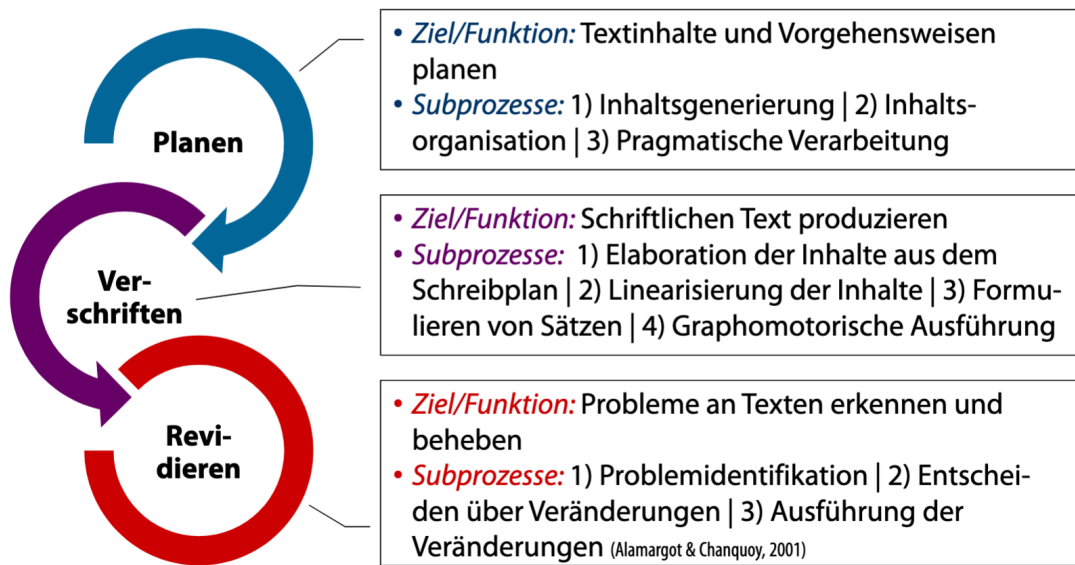 Planen
• Ziel/Funktion: Textinhalte und Vorgehensweisen
planen
• Subprozesse: 1) Inhaltsgenerierung | 2) Inhalts-
organisation | 3) Pragmatische Verarbeitung
Ver-
schriften
• Ziel/Funktion: Schriftlichen Text produzieren
• Subprozesse: 1) Elaboration der Inhalte aus dem
Schreibplan | 2) Linearisierung der Inhalte | 3) Formu-
lieren von Sätzen | 4) Graphomotorische Ausführung
Revi-
dieren
• Ziel/Funktion: Probleme an Texten erkennen und
beheben
• Subprozesse: 1) Problemidentifikation | 2) Entschei-
den über Veränderungen | 3) Ausführung der
Veränderungen (Alamargot & Chanquoy, 2001)